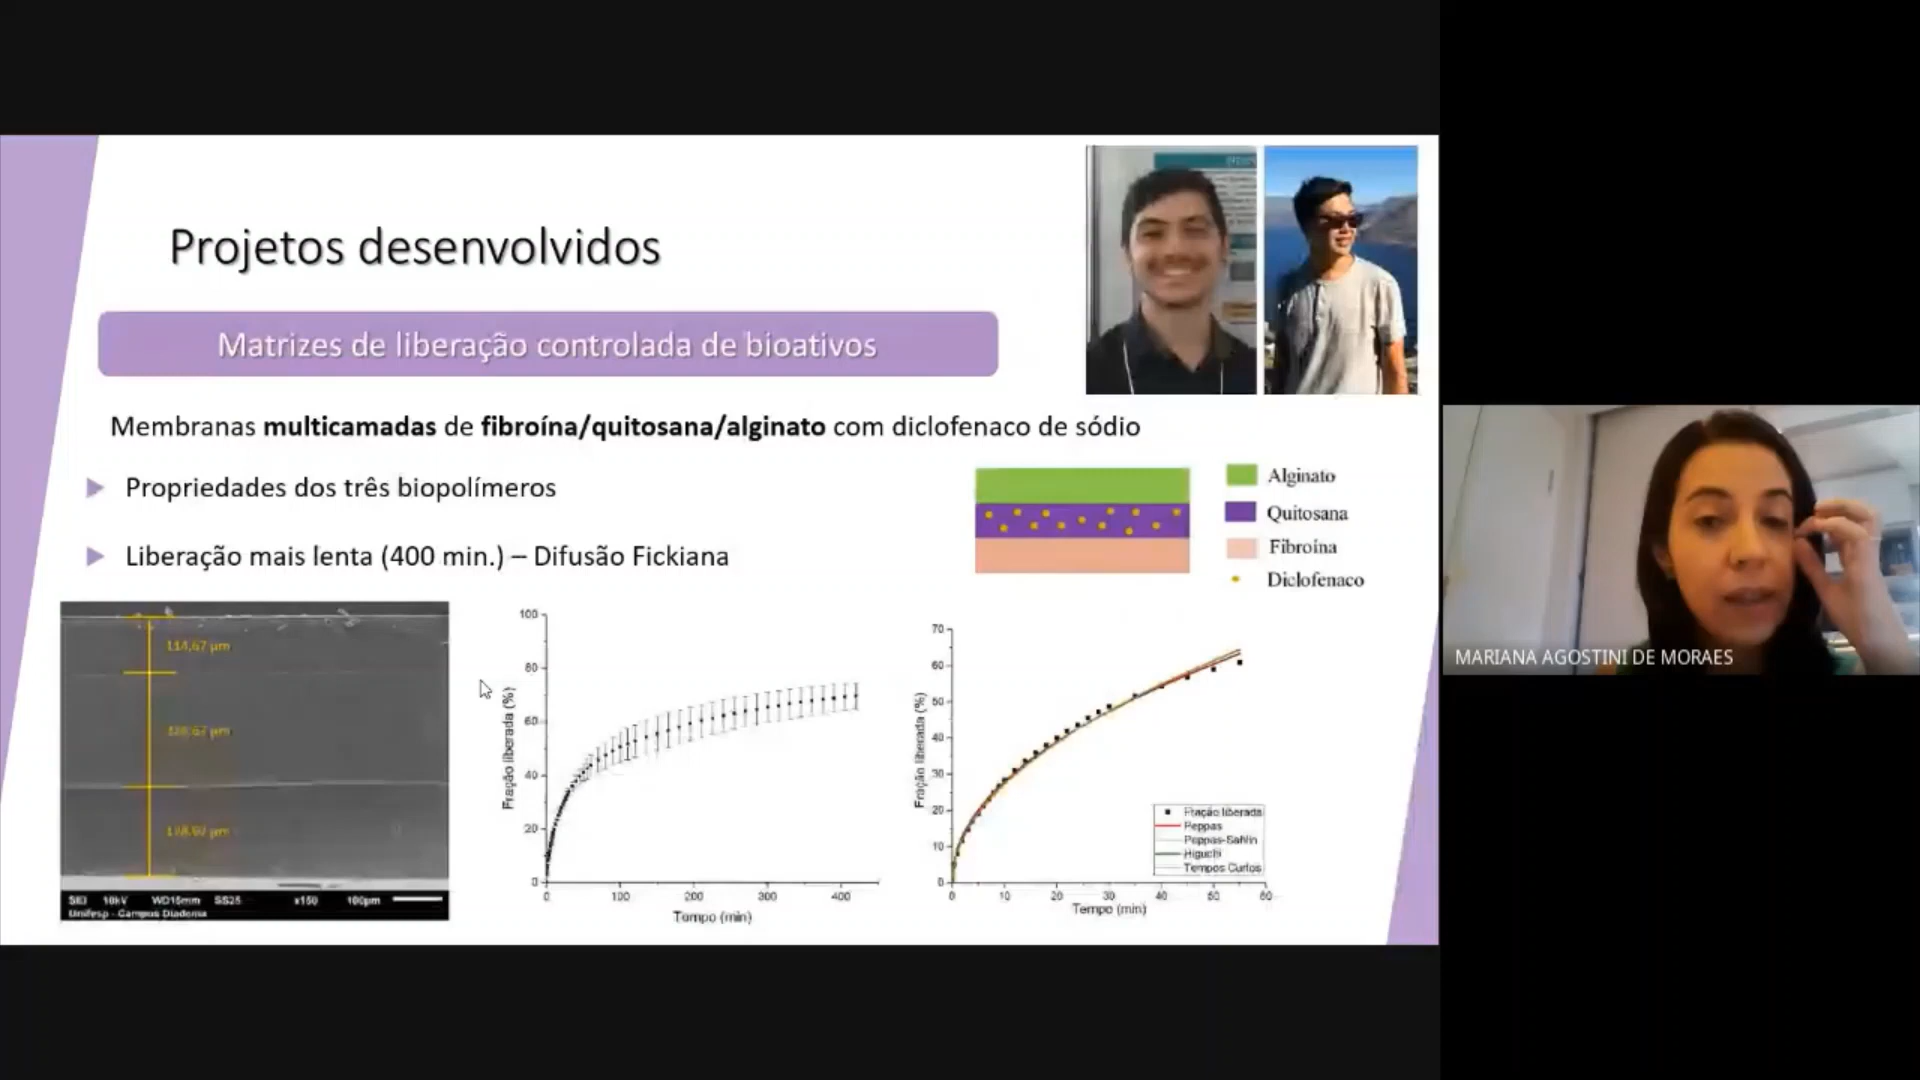 Projetos desenvolvidos
Matrizes de liberação controlada de bioativos
Membranas multicamadas de fibroína/quitosana/alginato com diclofenaco de sódio
Propriedades dos três biopolímeros
Liberação mais lenta (400 min.) – Difusão Fickiana
Alginato
Quitosana
Fibroína
Diclofenaco
114,67 µm
SEI 10kV WD15mm SS25 x150 100µm
Unifesp - Campus Diadema
Fração liberada (%)
100
80
60
40
20
0
0 100 200 300 400
Tempo (min)
Fração liberada (%)
70
60
50
40
30
20
10
0
0 10 20 30 40 50 60
Tempo (min)
Fração liberada
Peppas
Peppas-Sahlin
Higuchi
Tempos Curtos
MARIANA AGOSTINI DE MORAES